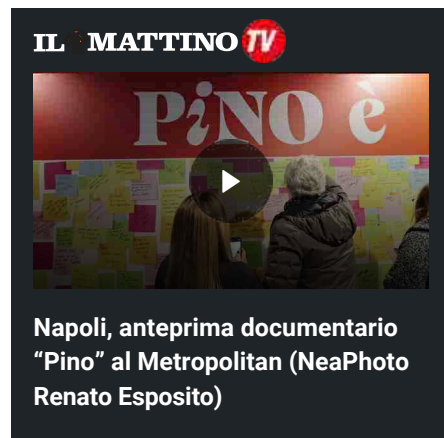 IL MATTINO TV
PiNO è
Napoli, anteprima documentario
“Pino” al Metropolitan (NeaPhoto
Renato Esposito)